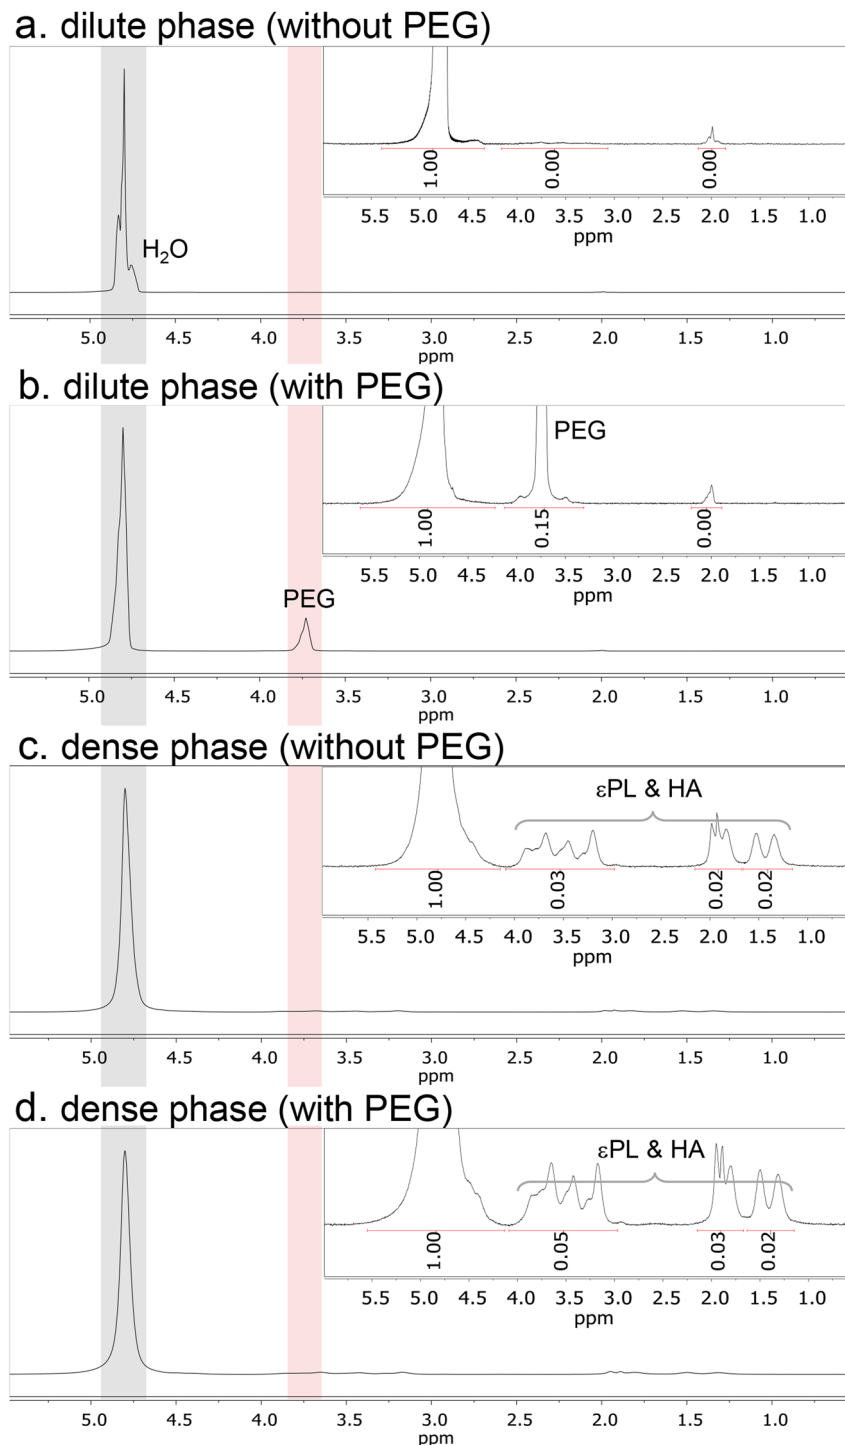 a. dilute phase (without PEG)
1.00
0.00
0.00
5.5 5.0 4.5 4.0 3.5 3.0 2.5 2.0 1.5 1.0
ppm
H₂O
5.0 4.5 4.0 3.5 3.0 2.5 2.0 1.5 1.0
ppm
b. dilute phase (with PEG)
PEG
1.00
0.15
0.00
5.5 5.0 4.5 4.0 3.5 3.0 2.5 2.0 1.5 1.0
ppm
PEG
5.0 4.5 4.0 3.5 3.0 2.5 2.0 1.5 1.0
ppm
c. dense phase (without PEG)
εPL & HA
1.00
0.03
0.02
0.02
5.5 5.0 4.5 4.0 3.5 3.0 2.5 2.0 1.5 1.0
ppm
5.0 4.5 4.0 3.5 3.0 2.5 2.0 1.5 1.0
ppm
d. dense phase (with PEG)
εPL & HA
1.00
0.05
0.03
0.02
5.5 5.0 4.5 4.0 3.5 3.0 2.5 2.0 1.5 1.0
ppm
5.0 4.5 4.0 3.5 3.0 2.5 2.0 1.5 1.0
ppm